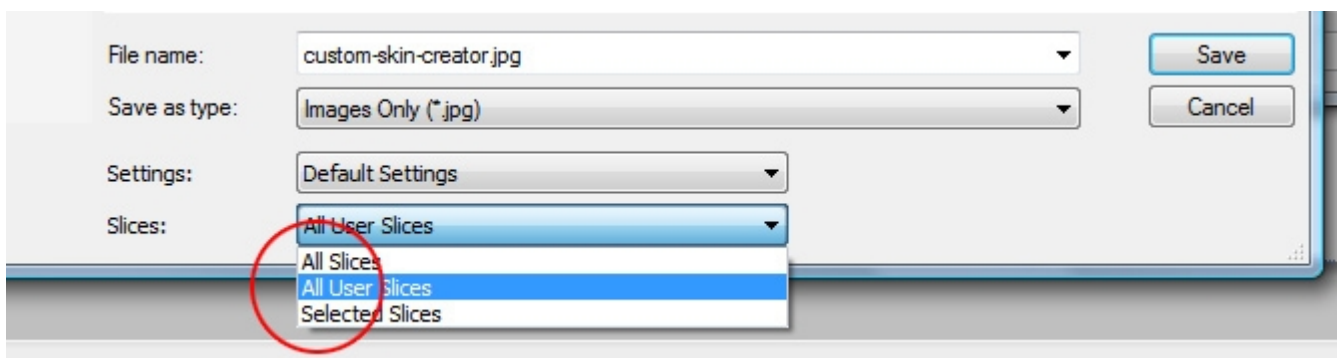 File name: custom-skin-creator.jpg Save
Save as type: Images Only (*.jpg) Cancel
Settings: Default Settings
Slices: All User Slices
All Slices
All User Slices
Selected Slices